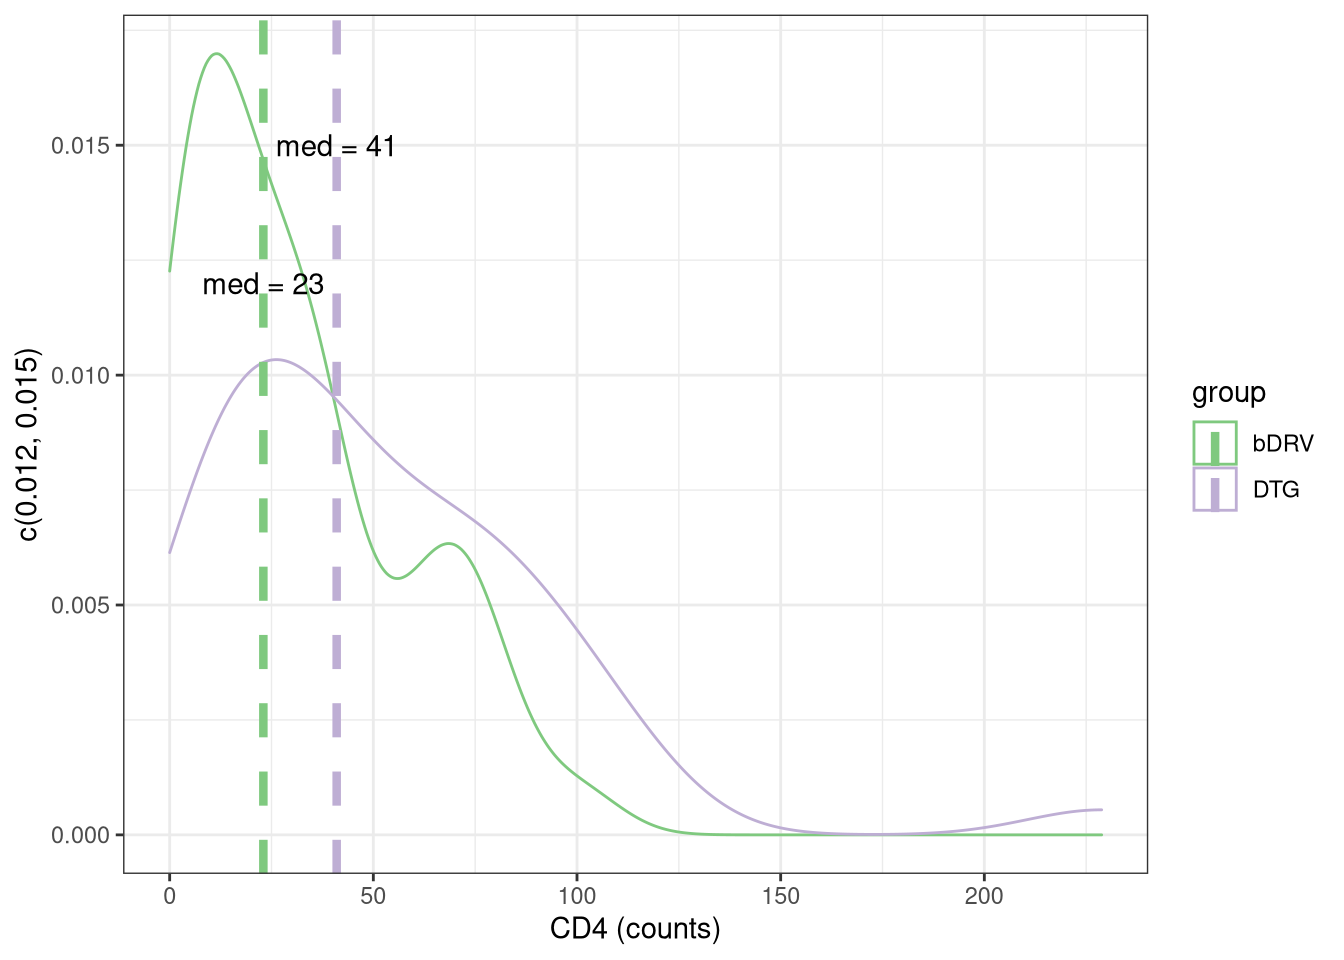 med = 41
0.015
med = 23
0.010
c(0.012, 0.015)
0.005
0.000
0 50 100 150 200
CD4 (counts)
group
bDRV
DTG